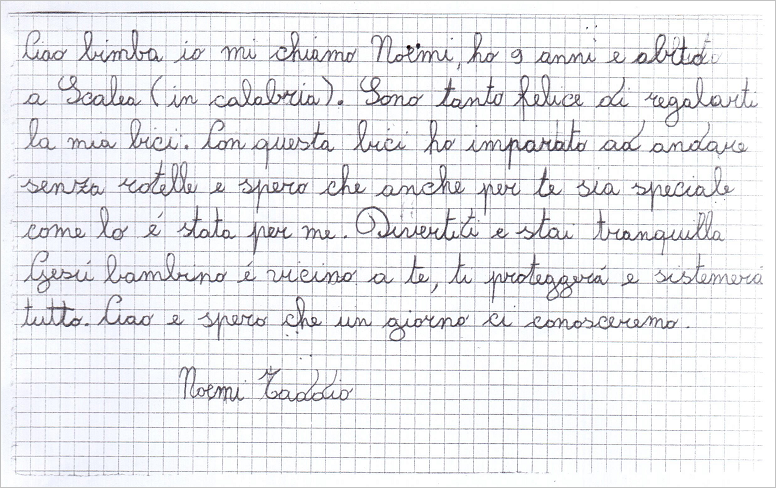 Ciao bimba io mi chiamo Noemi, ho 9 anni e abito
a Scalea (in calabria). Sono tanto felice di regalarti
la mia bici. Con questa bici ho imparato ad andare
senza rotelle e spero che anche per te sia speciale
come lo é stata per me. Divertiti e stai tranquilla
Gesú bambino é vicino a te, ti proteggerá e sistemerá
tutto. Ciao e spero che un giorno ci conosceremo.
Noemi Taddio